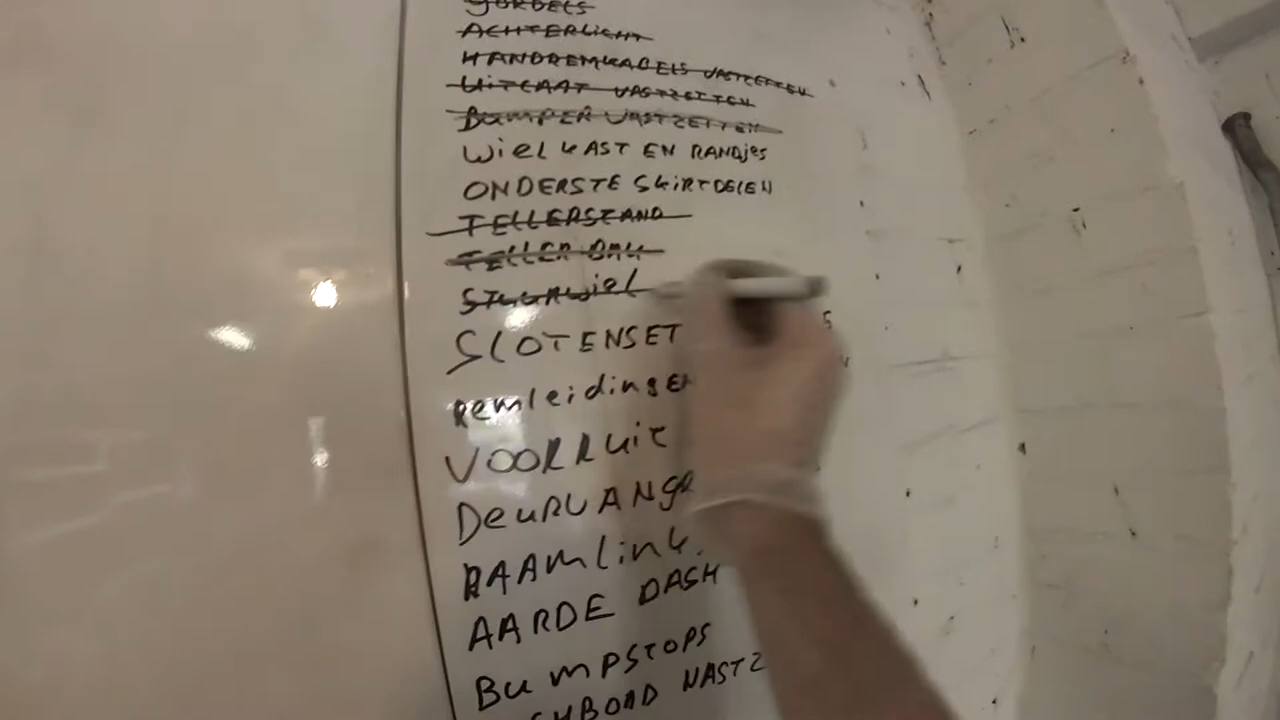 GORDELS
ACHTERLICHT
HANDREMKABELS VASTZETTEN
UITLAAT VASTZETTEN
BUMPER VASTZETTEN
Wiel KAST EN RANDjes
ONDERSTE SKiRTDELEN
TELLERSTAND
TELLER BAK
STuuRwiel
SLOTENSET
Remleidingen
VOORRuiT
DeuRVANGeR
RAAMlink.
AARDE DASH
BumPSTOPS